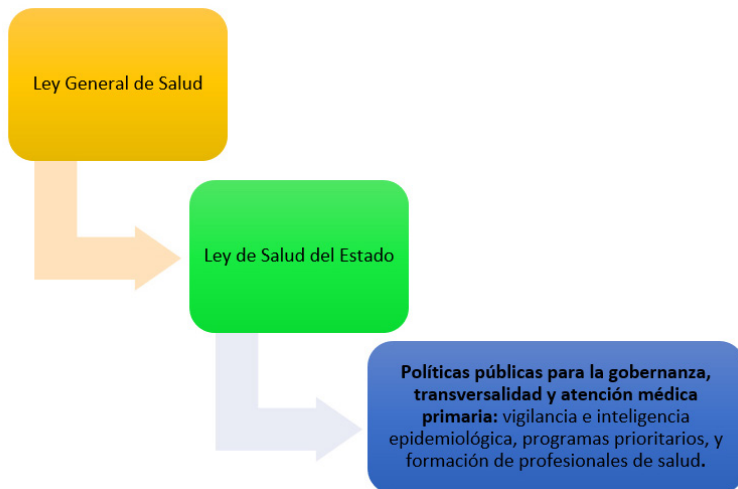 Ley General de Salud
Ley de Salud del Estado
Políticas públicas para la gobernanza,
transversalidad y atención médica
primaria: vigilancia e inteligencia
epidemiológica, programas prioritarios, y
formación de profesionales de salud.